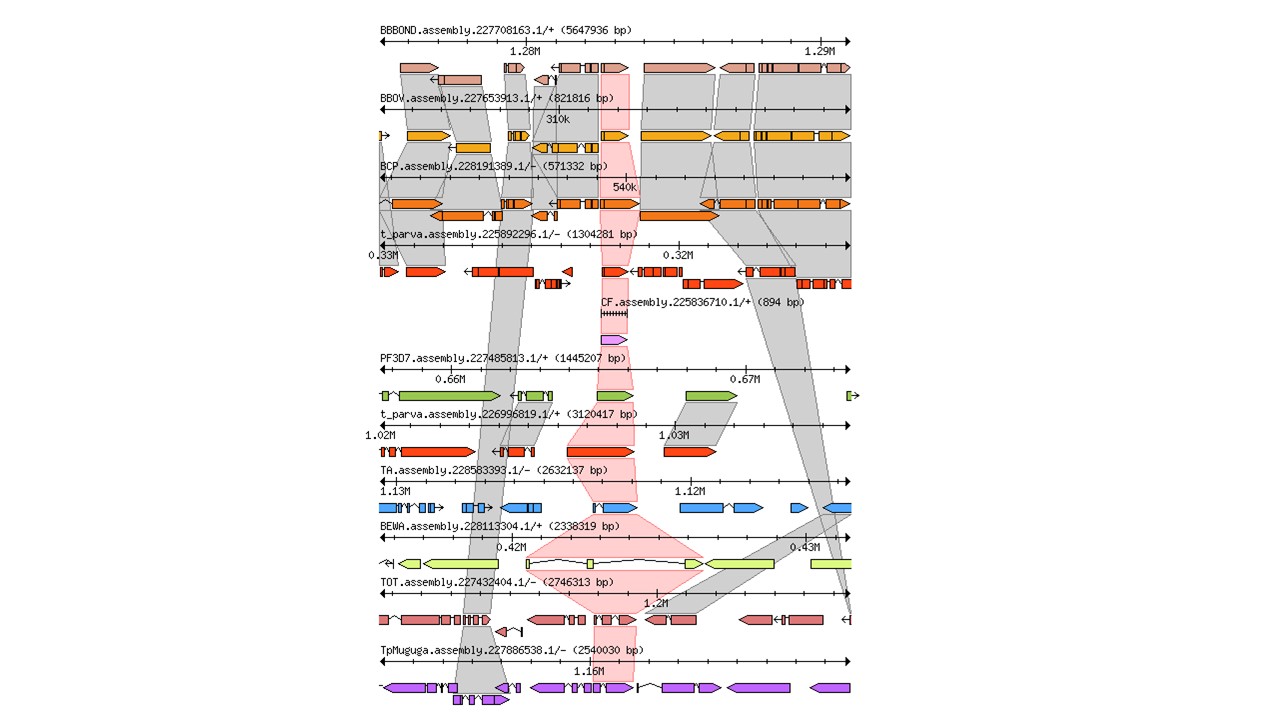 BBBOND.assembly.227708163.1/+ (5647936 bp)
1.28M 1.29M
BBOV.assembly.227653913.1/+ (821816 bp)
310k
BCP.assembly.228191389.1/- (571332 bp)
540k
t_parva.assembly.225892296.1/- (1304281 bp)
0.33M 0.32M
CF.assembly.225836710.1/+ (894 bp)
PF3D7.assembly.227485813.1/+ (1445207 bp)
0.66M 0.67M
t_parva.assembly.226996819.1/+ (3120417 bp)
1.02M 1.03M
TA.assembly.228583393.1/- (2632137 bp)
1.13M 1.12M
BEWA.assembly.228113304.1/+ (2338319 bp)
0.42M 0.43M
TOT.assembly.227432404.1/- (2746313 bp)
1.2M
TpMuguga.assembly.227886538.1/- (2540030 bp)
1.16M